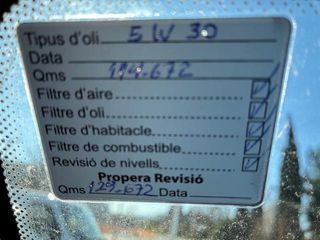 Tipus d'oli 5 W 30
Data
Qms 114.672
Filtre d'aire
Filtre d'oli
Filtre d'habitacle
Filtre de combustible
Revisió de nivells
Propera Revisió
Qms 129.672 Data